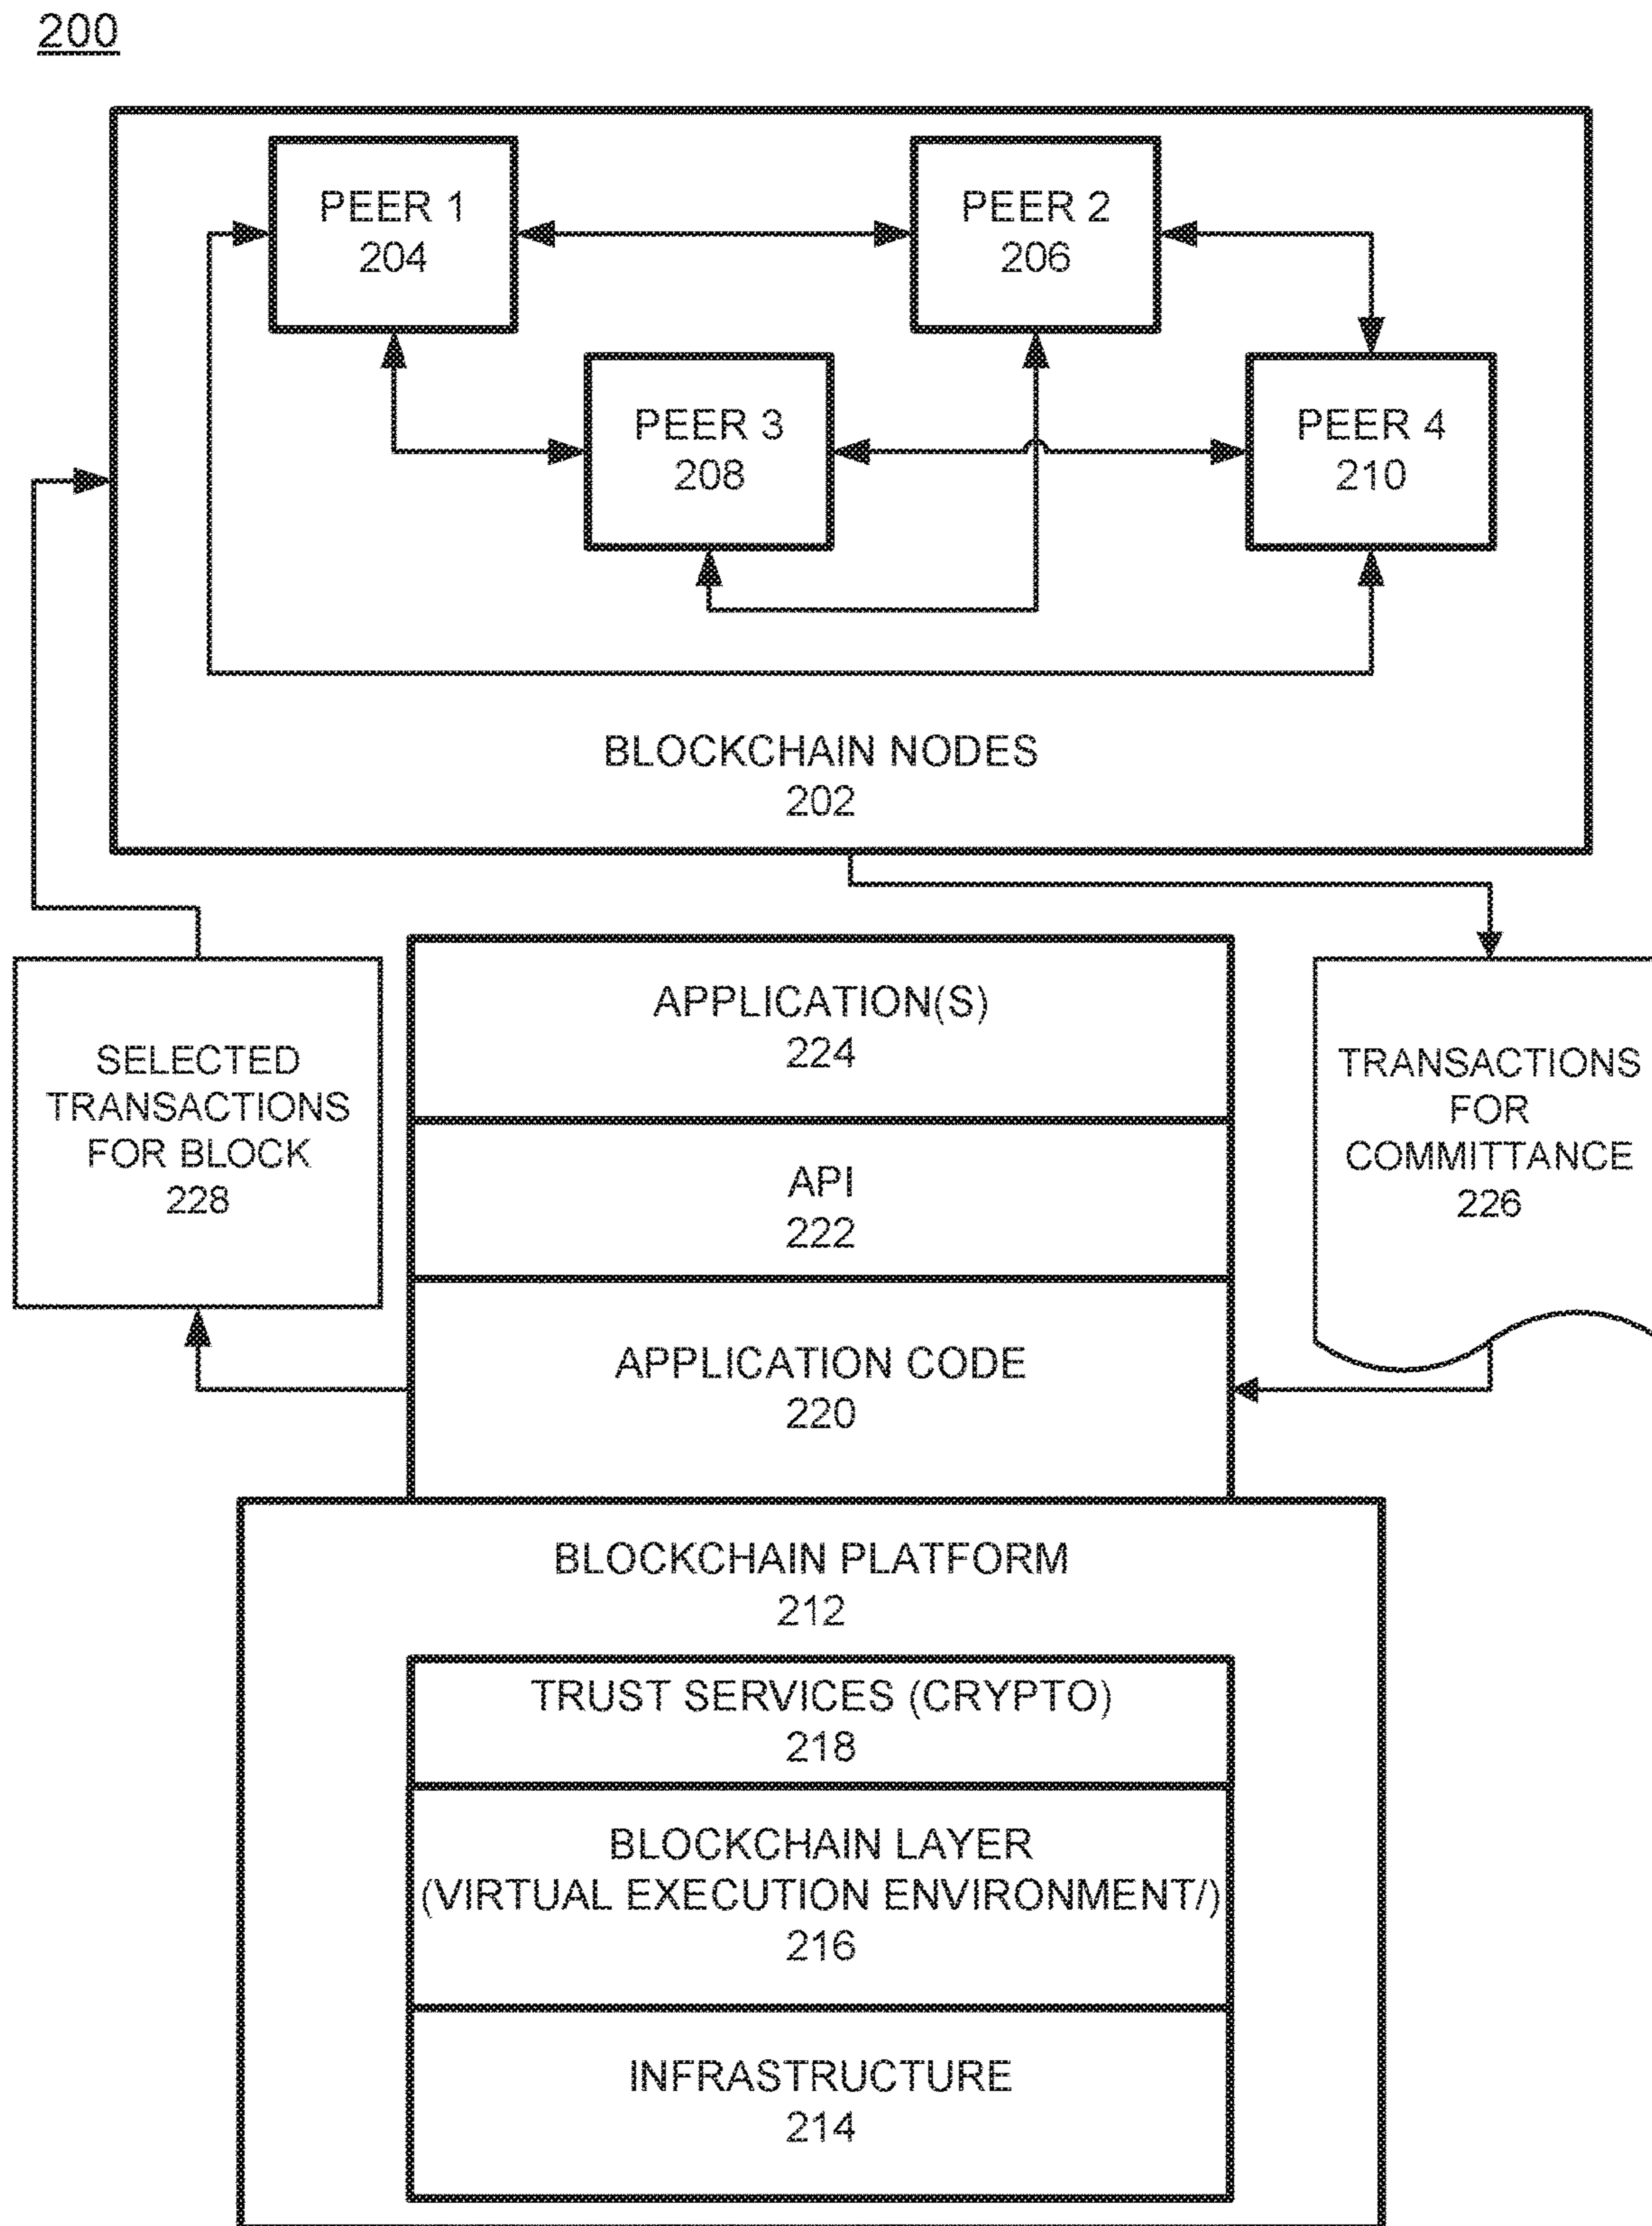 200
PEER 1
204
PEER 2
206
PEER 3
208
PEER 4
210
BLOCKCHAIN NODES
202
SELECTED
TRANSACTIONS
FOR BLOCK
228
APPLICATION(S)
224
API
222
APPLICATION CODE
220
TRANSACTIONS
FOR
COMMITTANCE
226
BLOCKCHAIN PLATFORM
212
TRUST SERVICES (CRYPTO)
218
BLOCKCHAIN LAYER
(VIRTUAL EXECUTION ENVIRONMENT/)
216
INFRASTRUCTURE
214